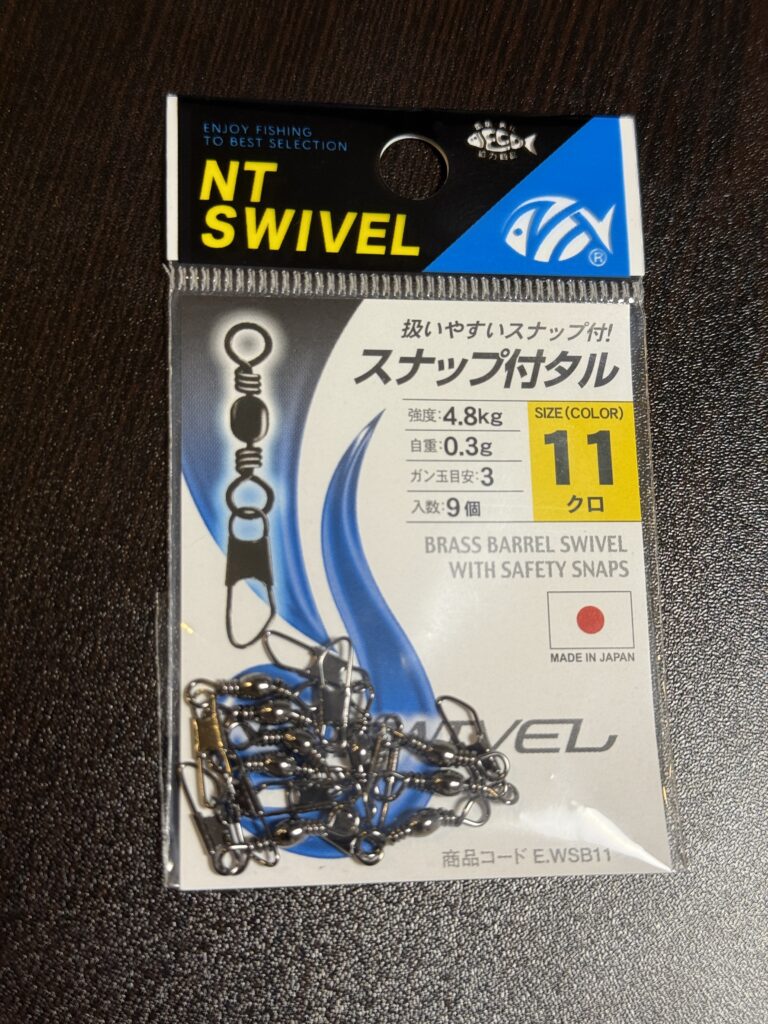 ENJOY FISHING
TO BEST SELECTION
NT
SWIVEL
®
扱いやすいスナップ付!
スナップ付タル
強度:4.8kg
自重:0.3g
ガン玉目安:3
入数:9個
SIZE(COLOR)
11
クロ
BRASS BARREL SWIVEL
WITH SAFETY SNAPS
MADE IN JAPAN
商品コード E.WSB11